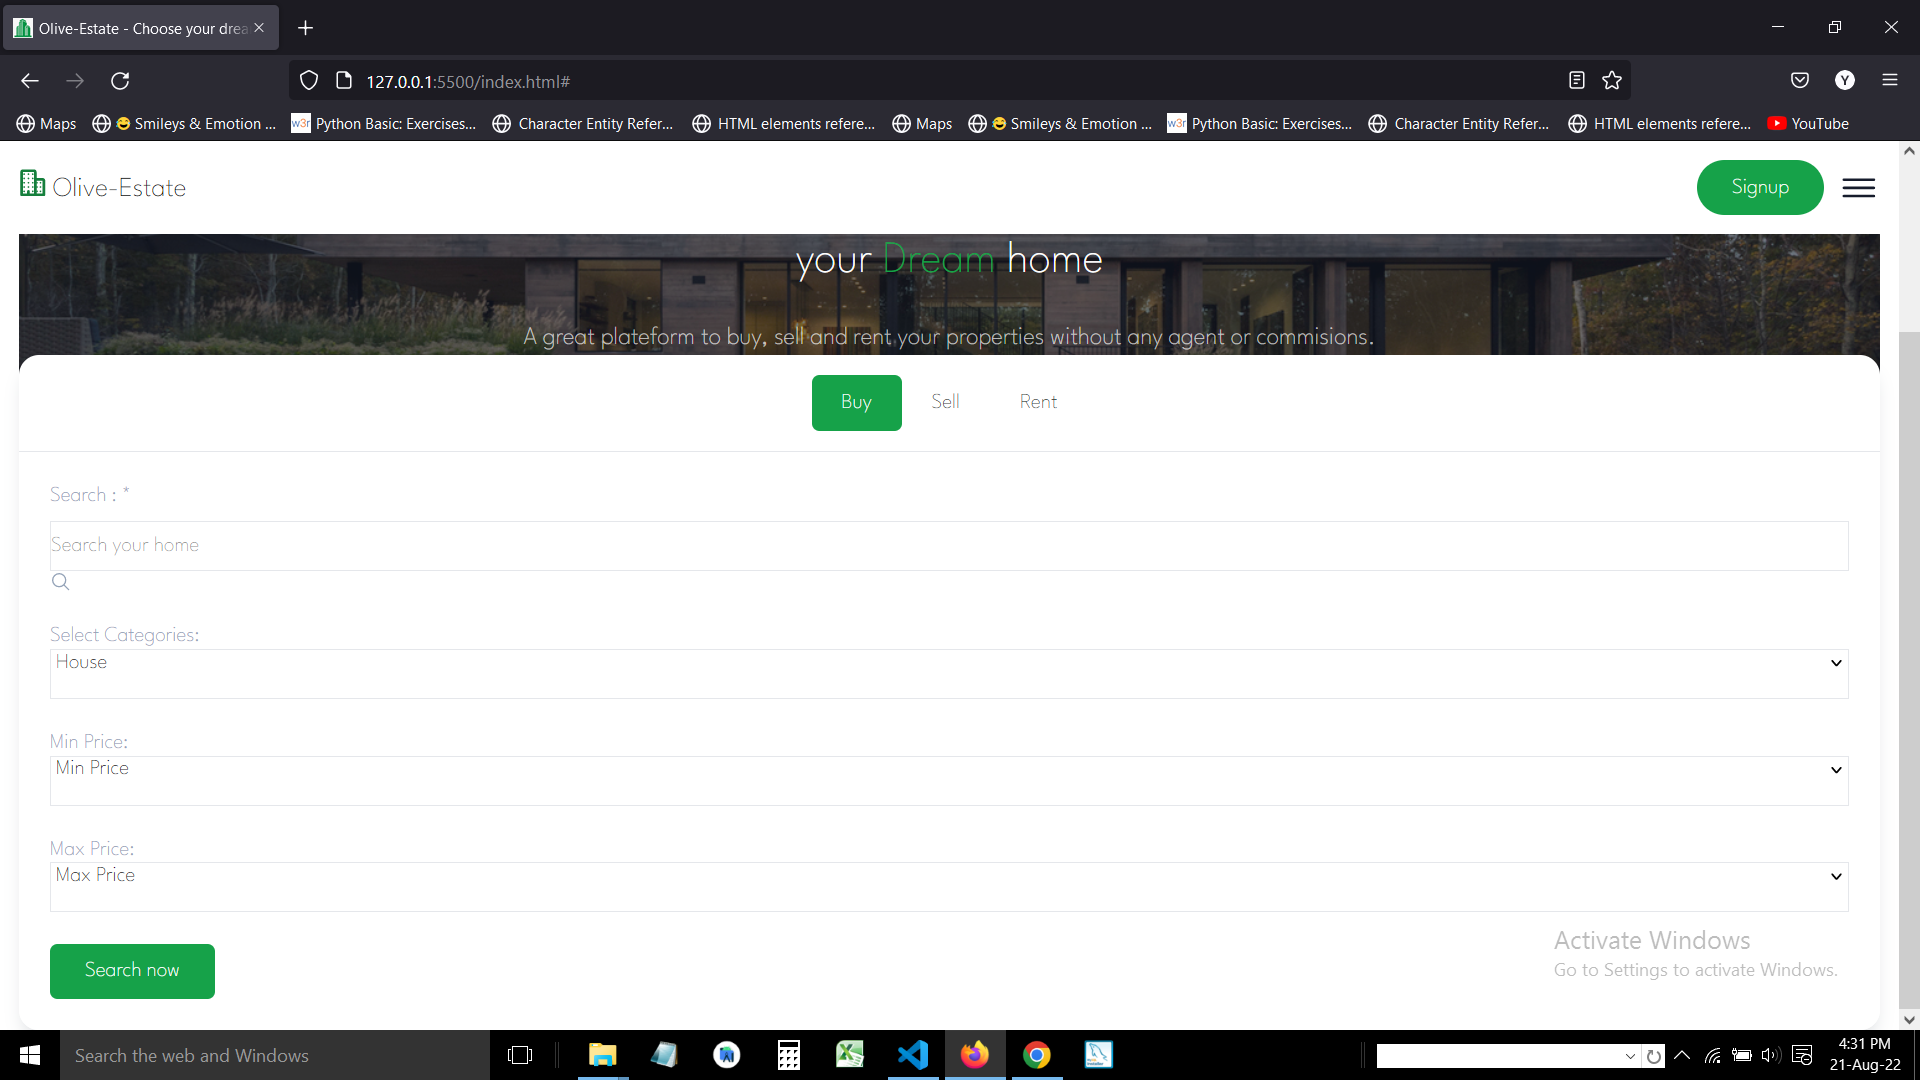 Olive-Estate - Choose your drea
127.0.0.1:5500/index.html#
Y
Maps
Smileys & Emotion ...
w3r Python Basic: Exercises...
Character Entity Refer...
HTML elements refere...
Maps
Smileys & Emotion ...
w3r Python Basic: Exercises...
Character Entity Refer...
HTML elements refere...
YouTube
Olive-Estate
Signup
your Dream home
A great plateform to buy, sell and rent your properties without any agent or commisions.
Buy
Sell
Rent
Search : *
Search your home
Select Categories:
House
Min Price:
Min Price
Max Price:
Max Price
Search now
Activate Windows
Go to Settings to activate Windows.
Search the web and Windows
4:31 PM
21-Aug-22